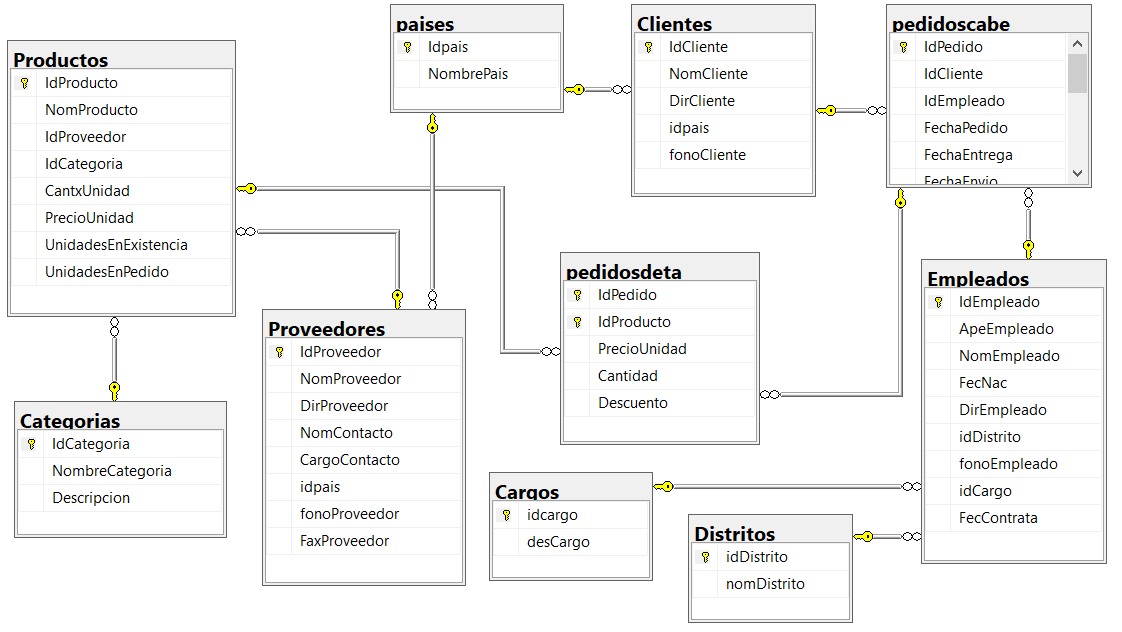 paises
Idpais
NombrePais
Clientes
IdCliente
NomCliente
DirCliente
idpais
fonoCliente
pedidoscabe
IdPedido
IdCliente
IdEmpleado
FechaPedido
FechaEntrega
FechaEnvio
Productos
IdProducto
NomProducto
IdProveedor
IdCategoria
CantxUnidad
PrecioUnidad
UnidadesEnExistencia
UnidadesEnPedido
pedidosdeta
IdPedido
IdProducto
PrecioUnidad
Cantidad
Descuento
Empleados
IdEmpleado
ApeEmpleado
NomEmpleado
FecNac
DirEmpleado
idDistrito
fonoEmpleado
idCargo
FecContrata
Proveedores
IdProveedor
NomProveedor
DirProveedor
NomContacto
CargoContacto
idpais
fonoProveedor
FaxProveedor
Categorias
IdCategoria
NombreCategoria
Descripcion
Cargos
idcargo
desCargo
Distritos
idDistrito
nomDistrito